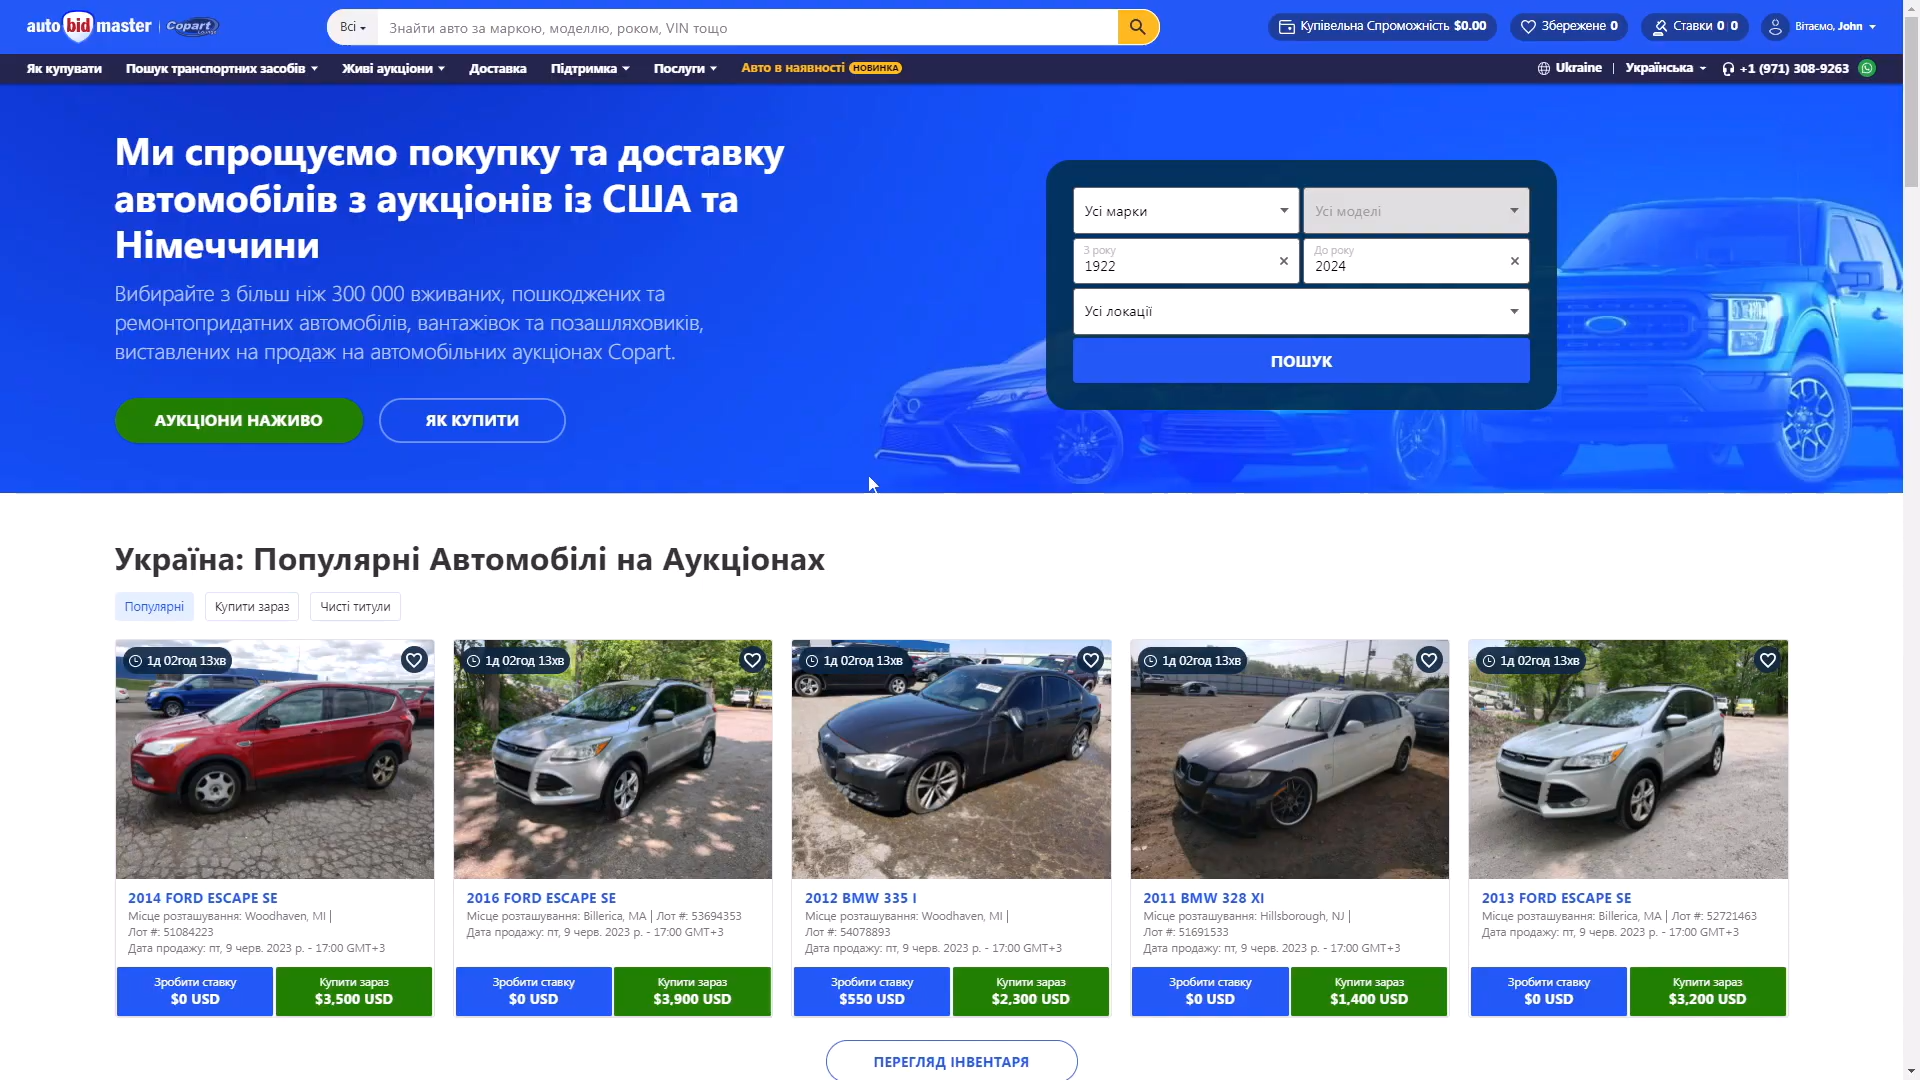 auto bid master | Copart Lounge
Всі
Знайти авто за маркою, моделлю, роком, VIN тощо
Купівельна Спроможність $0.00
Збережене 0
Ставки 0 0
Вітаємо, John
Як купувати
Пошук транспортних засобів
Живі аукціони
Доставка
Підтримка
Послуги
Авто в наявності НОВИНКА
Ukraine | Українська
+1 (971) 308-9263
Ми спрощуємо покупку та доставку
автомобілів з аукціонів із США та
Німеччини
Вибирайте з більш ніж 300 000 вживаних, пошкоджених та
ремонтопридатних автомобілів, вантажівок та позашляховиків,
виставлених на продаж на автомобільних аукціонах Copart.
АУКЦІОНИ НАЖИВО
ЯК КУПИТИ
Усі марки
Усі моделі
З року
1922
До року
2024
Усі локації
ПОШУК
Україна: Популярні Автомобілі на Аукціонах
Популярні
Купити зараз
Чисті титули
1д 02год 13хв
2014 FORD ESCAPE SE
Місце розташування: Woodhaven, MI |
Лот #: 51084223
Дата продажу: пт, 9 черв. 2023 р. - 17:00 GMT+3
Зробити ставку
$0 USD
Купити зараз
$3,500 USD
1д 02год 13хв
2016 FORD ESCAPE SE
Місце розташування: Billerica, MA | Лот #: 53694353
Дата продажу: пт, 9 черв. 2023 р. - 17:00 GMT+3
Зробити ставку
$0 USD
Купити зараз
$3,900 USD
1д 02год 13хв
2012 BMW 335 I
Місце розташування: Woodhaven, MI |
Лот #: 54078893
Дата продажу: пт, 9 черв. 2023 р. - 17:00 GMT+3
Зробити ставку
$550 USD
Купити зараз
$2,300 USD
1д 02год 13хв
2011 BMW 328 XI
Місце розташування: Hillsborough, NJ |
Лот #: 51691533
Дата продажу: пт, 9 черв. 2023 р. - 17:00 GMT+3
Зробити ставку
$0 USD
Купити зараз
$1,400 USD
1д 02год 13хв
2013 FORD ESCAPE SE
Місце розташування: Billerica, MA | Лот #: 52721463
Дата продажу: пт, 9 черв. 2023 р. - 17:00 GMT+3
Зробити ставку
$0 USD
Купити зараз
$3,200 USD
ПЕРЕГЛЯД ІНВЕНТАРЯ